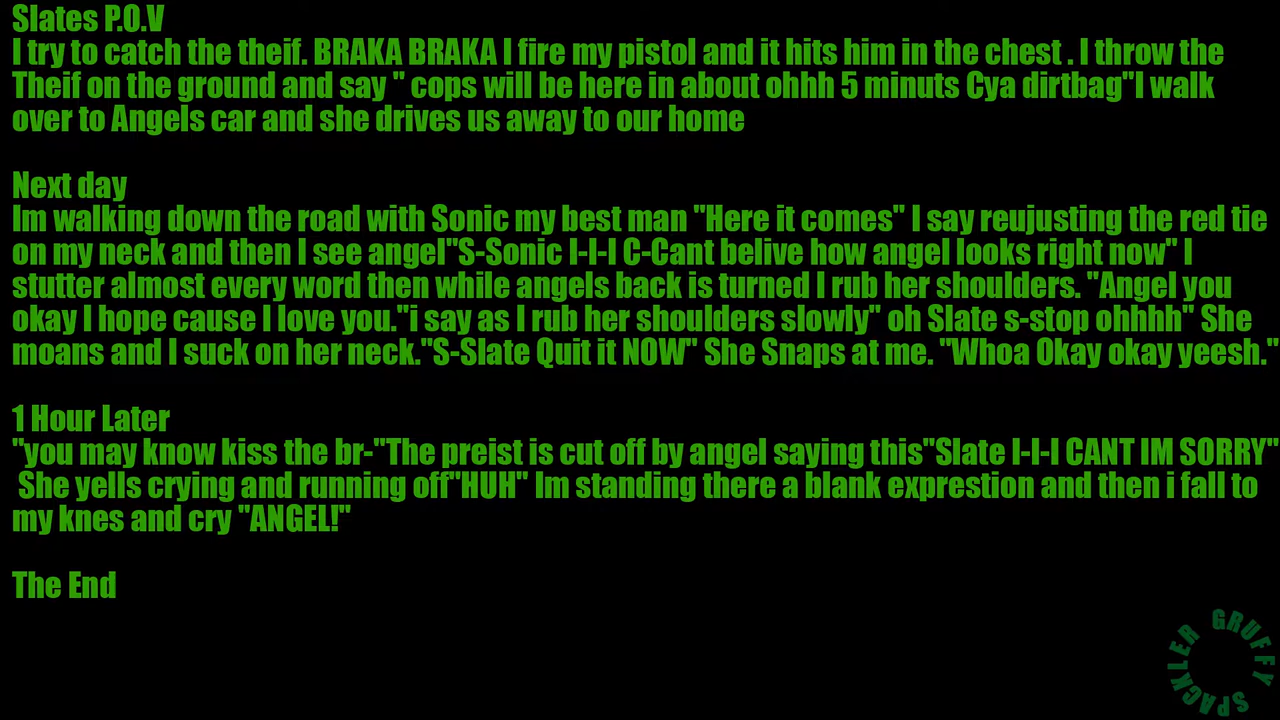 Slates P.O.V
I try to catch the theif. BRAKA BRAKA I fire my pistol and it hits him in the chest . I throw the
Theif on the ground and say " cops will be here in about ohhh 5 minuts Cya dirtbag"I walk
over to Angels car and she drives us away to our home
Next day
Im walking down the road with Sonic my best man "Here it comes" I say reujusting the red tie
on my neck and then I see angel"S-Sonic I-I-I C-Cant belive how angel looks right now" I
stutter almost every word then while angels back is turned I rub her shoulders. "Angel you
okay I hope cause I love you."i say as I rub her shoulders slowly" oh Slate s-stop ohhhh" She
moans and I suck on her neck."S-Slate Quit it NOW" She Snaps at me. "Whoa Okay okay yeesh."
1 Hour Later
"you may know kiss the br-"The preist is cut off by angel saying this"Slate I-I-I CANT IM SORRY"
She yells crying and running off"HUH" Im standing there a blank exprestion and then i fall to
my knes and cry "ANGEL!"
The End
GRUFFY SPACKLER